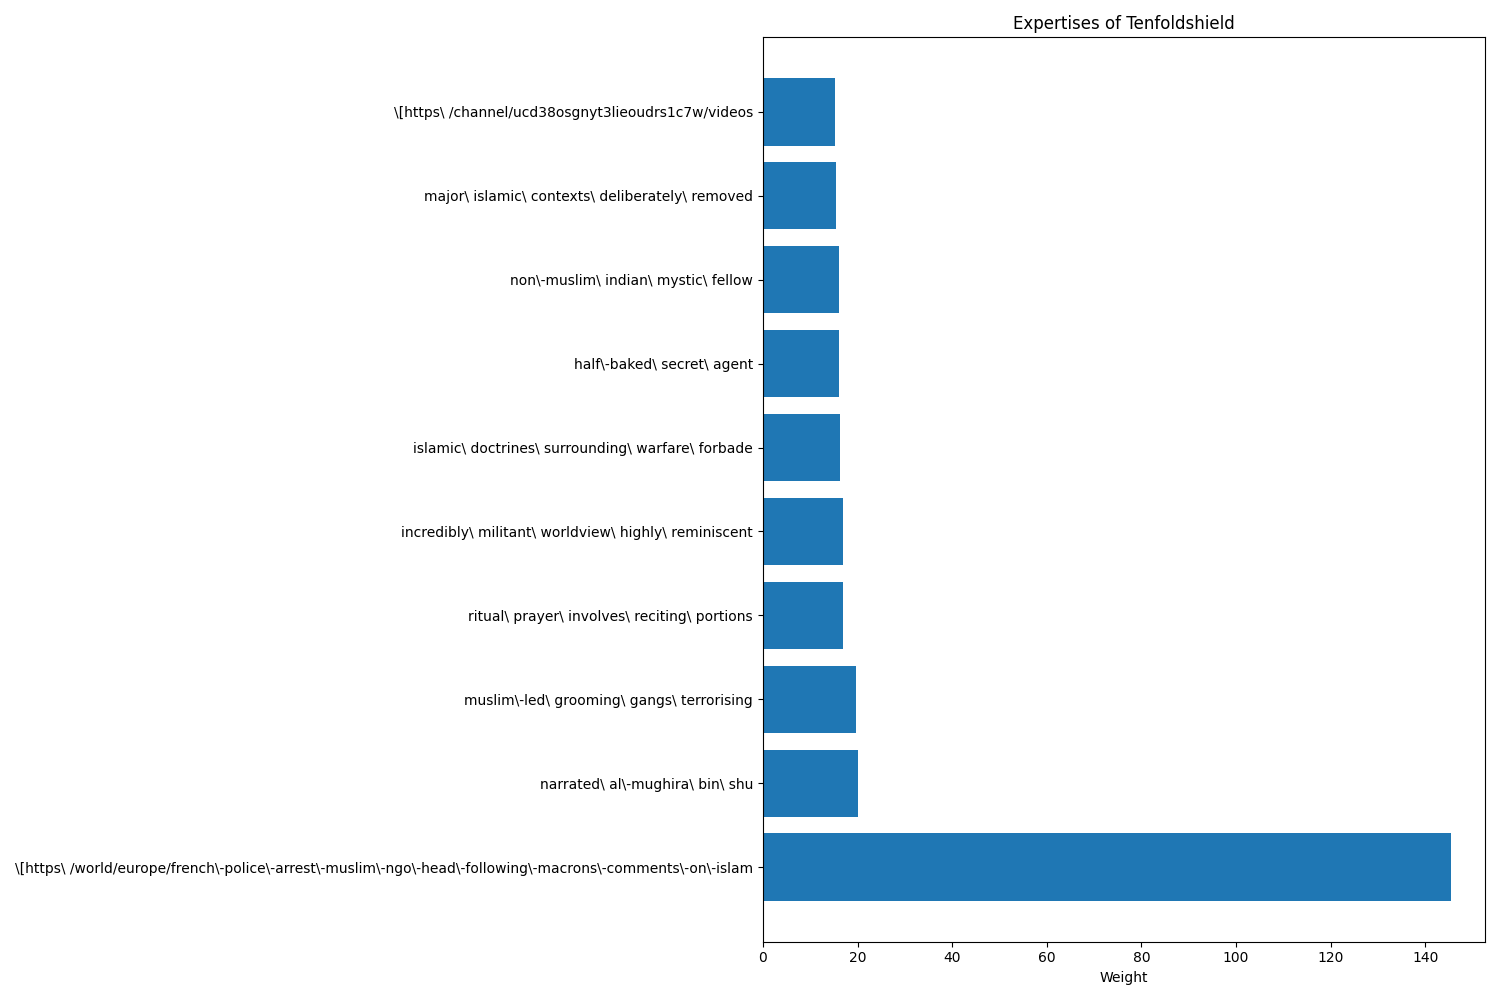 Expertises of Tenfoldshield
\[https\ /channel/ucd38osgnyt3lieoudrs1c7w/videos
major\ islamic\ contexts\ deliberately\ removed
non\-muslim\ indian\ mystic\ fellow
half\-baked\ secret\ agent
islamic\ doctrines\ surrounding\ warfare\ forbade
incredibly\ militant\ worldview\ highly\ reminiscent
ritual\ prayer\ involves\ reciting\ portions
muslim\-led\ grooming\ gangs\ terrorising
narrated\ al\-mughira\ bin\ shu
\[https\ /world/europe/french\-police\-arrest\-muslim\-ngo\-head\-following\-macrons\-comments\-on\-islam
0 20 40 60 80 100 120 140
Weight